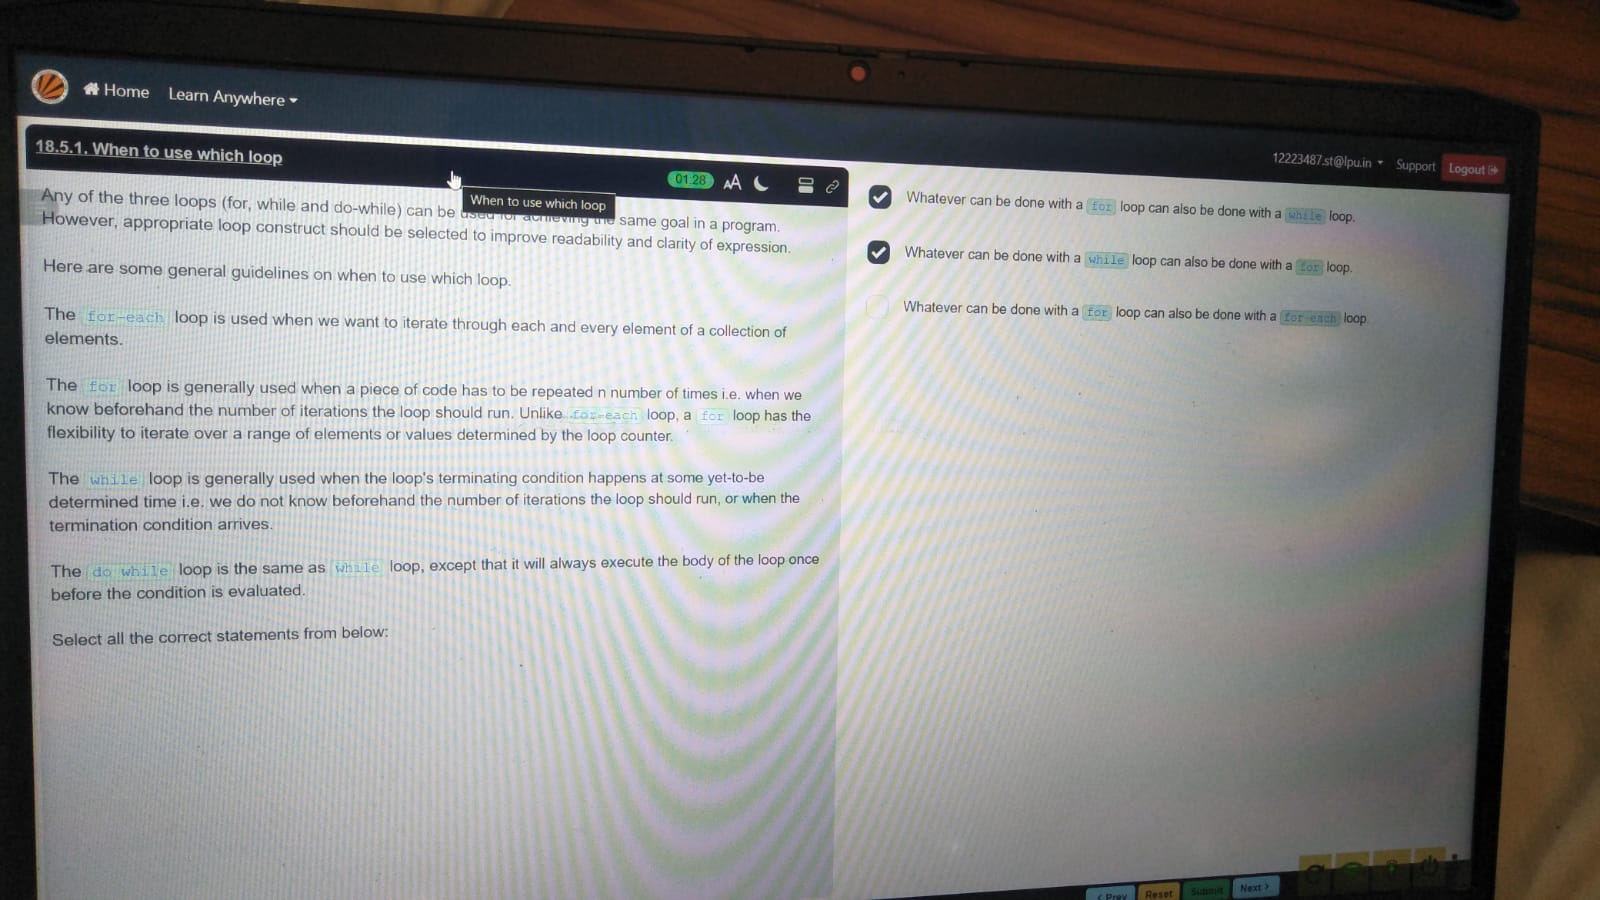 Home Learn Anywhere
12223487.st@lpu.in Support Logout
18.5.1. When to use which loop
01:28 AA
When to use which loop
Any of the three loops (for, while and do-while) can be used for achieving the same goal in a program.
However, appropriate loop construct should be selected to improve readability and clarity of expression.
Here are some general guidelines on when to use which loop.
The for-each loop is used when we want to iterate through each and every element of a collection of
elements.
The for loop is generally used when a piece of code has to be repeated n number of times i.e. when we
know beforehand the number of iterations the loop should run. Unlike for-each loop, a for loop has the
flexibility to iterate over a range of elements or values determined by the loop counter.
The while loop is generally used when the loop's terminating condition happens at some yet-to-be
determined time i.e. we do not know beforehand the number of iterations the loop should run, or when the
termination condition arrives.
The do while loop is the same as while loop, except that it will always execute the body of the loop once
before the condition is evaluated.
Select all the correct statements from below:
Whatever can be done with a for loop can also be done with a while loop.
Whatever can be done with a while loop can also be done with a for loop.
Whatever can be done with a for loop can also be done with a for-each loop.
< Prev Reset Submit Next >